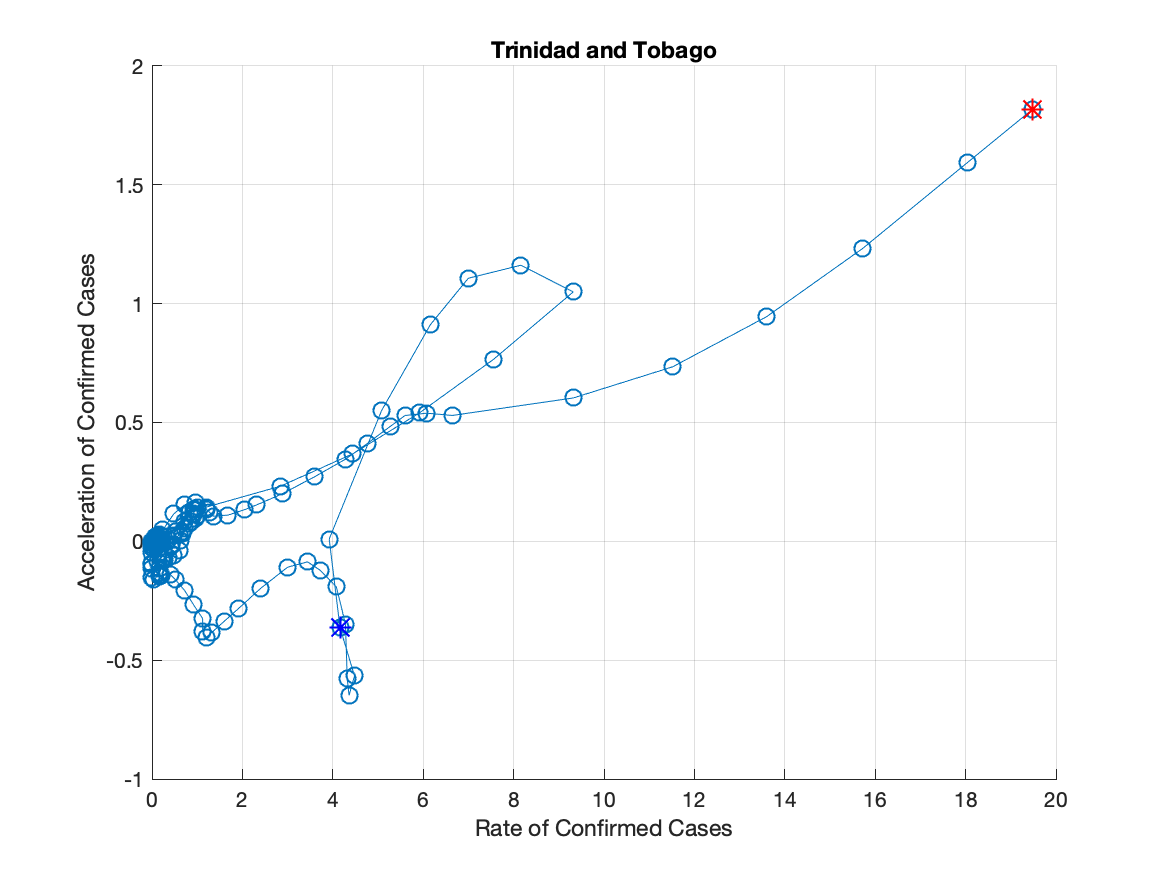 Trinidad and Tobago
Acceleration of Confirmed Cases
2
1.5
1
0.5
0
-0.5
-1
0 2 4 6 8 10 12 14 16 18 20
Rate of Confirmed Cases